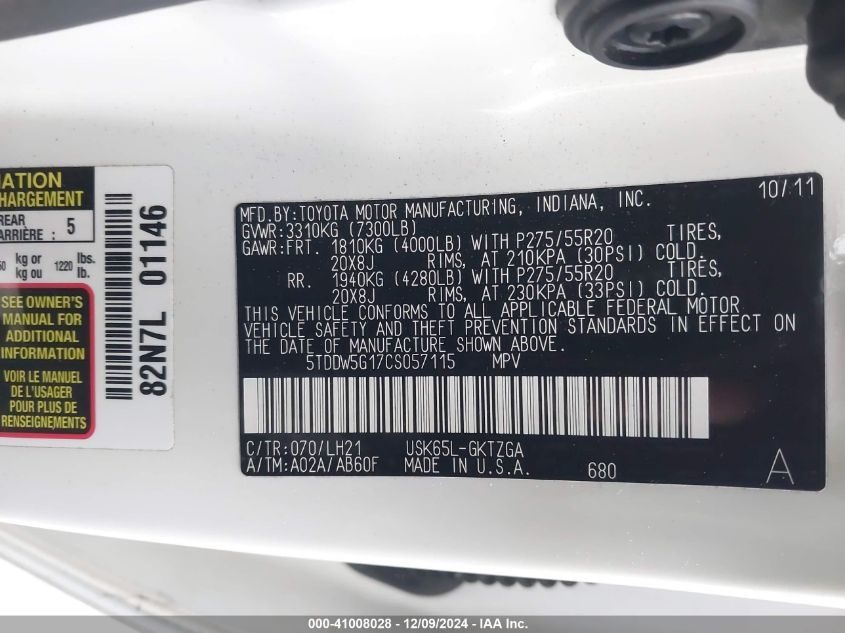 NATION
CHARGEMENT
REAR
ARRIÈRE : 5
kg or
kg ou 1220 lbs.
lb.
SEE OWNER'S
MANUAL FOR
ADDITIONAL
INFORMATION
VOIR LE MANUEL
DE L'USAGER
POUR PLUS DE
RENSEIGNEMENTS
82N7L 01146
10/11
MFD.BY:TOYOTA MOTOR MANUFACTURING, INDIANA, INC.
GVWR:3310KG (7300LB)
GAWR:FRT. 1810KG (4000LB) WITH P275/55R20 TIRES,
20X8J RIMS, AT 210KPA (30PSI) COLD.
RR. 1940KG (4280LB) WITH P275/55R20 TIRES,
20X8J RIMS, AT 230KPA (33PSI) COLD.
THIS VEHICLE CONFORMS TO ALL APPLICABLE FEDERAL MOTOR
VEHICLE SAFETY AND THEFT PREVENTION STANDARDS IN EFFECT ON
THE DATE OF MANUFACTURE SHOWN ABOVE.
5TDDW5G17CS057115 MPV
C/TR:070/LH21 USK65L-GKTZGA
A/TM:A02A/AB60F MADE IN U.S.A. 680 A
000-41008028 - 12/09/2024 - IAA Inc.